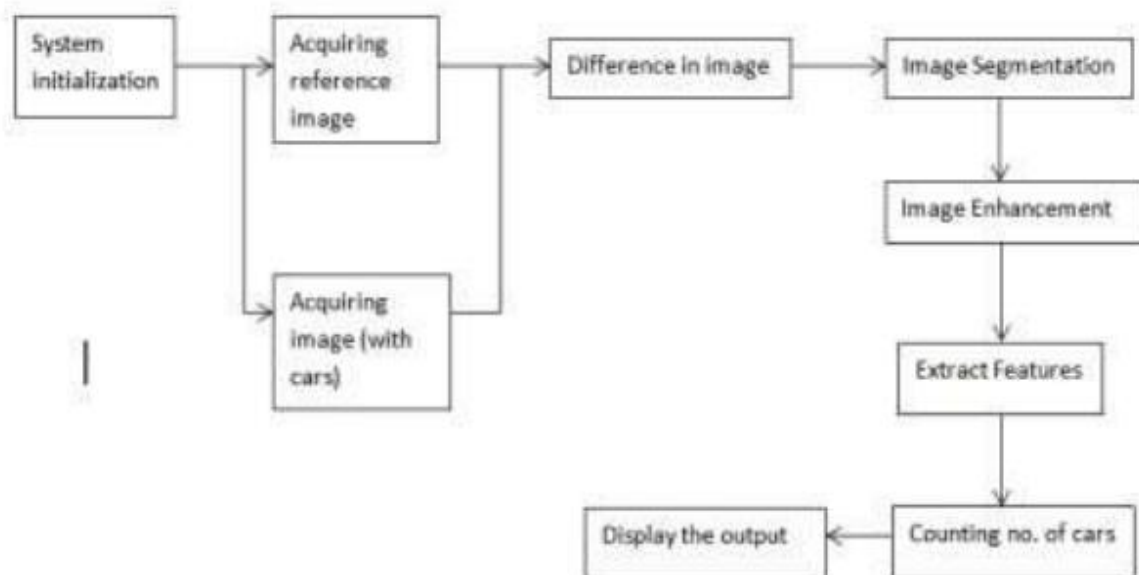 System
initialization
Acquiring
reference
image
Difference in image
Image Segmentation
Image Enhancement
Acquiring
image (with
cars)
Extract Features
Counting no. of cars
Display the output